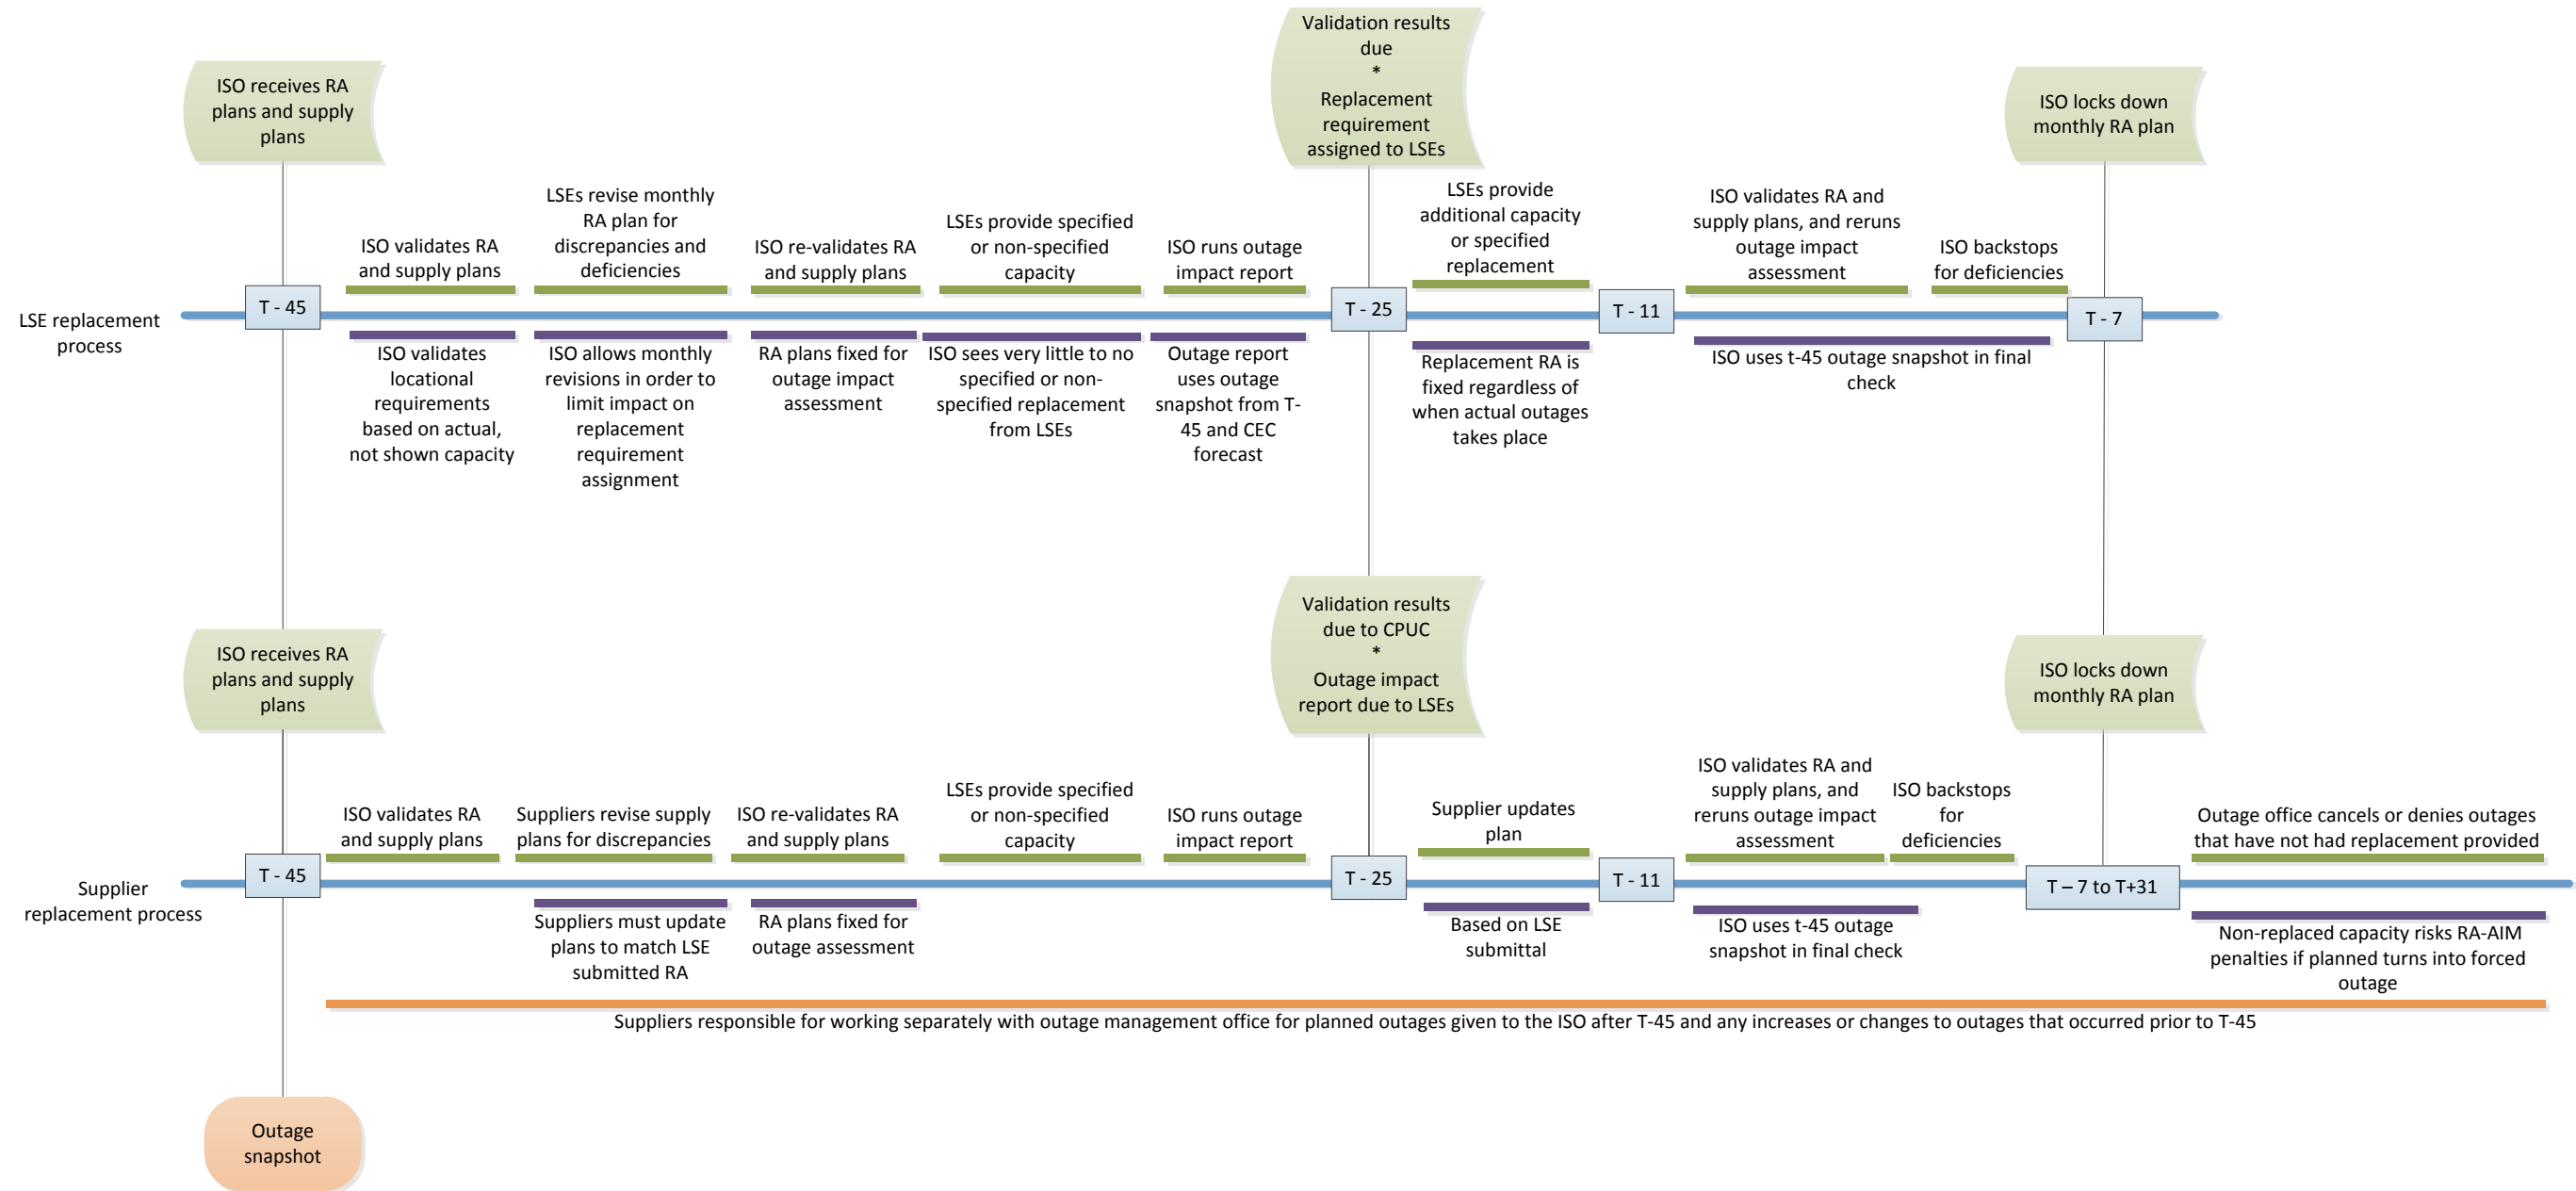 Validation results
due
*
Replacement
requirement
assigned to LSEs
ISO receives RA
plans and supply
plans
ISO locks down
monthly RA plan
ISO validates RA
and supply plans
LSEs revise monthly
RA plan for
discrepancies and
deficiencies
ISO re-validates RA
and supply plans
LSEs provide specified
or non-specified
capacity
ISO runs outage
impact report
LSEs provide
additional capacity
or specified
replacement
ISO validates RA and
supply plans, and reruns
outage impact
assessment
ISO backstops
for deficiencies
LSE replacement
process
T - 45
T - 25
T - 11
T - 7
ISO validates
locational
requirements
based on actual,
not shown capacity
ISO allows monthly
revisions in order to
limit impact on
replacement
requirement
assignment
RA plans fixed for
outage impact
assessment
ISO sees very little to no
specified or non-
specified replacement
from LSEs
Outage report
uses outage
snapshot from T-
45 and CEC
forecast
Replacement RA is
fixed regardless of
when actual outages
takes place
ISO uses t-45 outage snapshot in final
check
Validation results
due to CPUC
*
Outage impact
report due to LSEs
ISO receives RA
plans and supply
plans
ISO locks down
monthly RA plan
ISO validates RA
and supply plans
Suppliers revise supply
plans for discrepancies
ISO re-validates RA
and supply plans
LSEs provide specified
or non-specified
capacity
ISO runs outage
impact report
Supplier updates
plan
ISO validates RA and
supply plans, and
reruns outage impact
assessment
ISO backstops
for
deficiencies
Outage office cancels or denies outages
that have not had replacement provided
Supplier
replacement process
T - 45
T - 25
T - 11
T – 7 to T+31
Suppliers must update
plans to match LSE
submitted RA
RA plans fixed for
outage assessment
Based on LSE
submittal
ISO uses t-45 outage
snapshot in final check
Non-replaced capacity risks RA-AIM
penalties if planned turns into forced
outage
Suppliers responsible for working separately with outage management office for planned outages given to the ISO after T-45 and any increases or changes to outages that occurred prior to T-45
Outage
snapshot